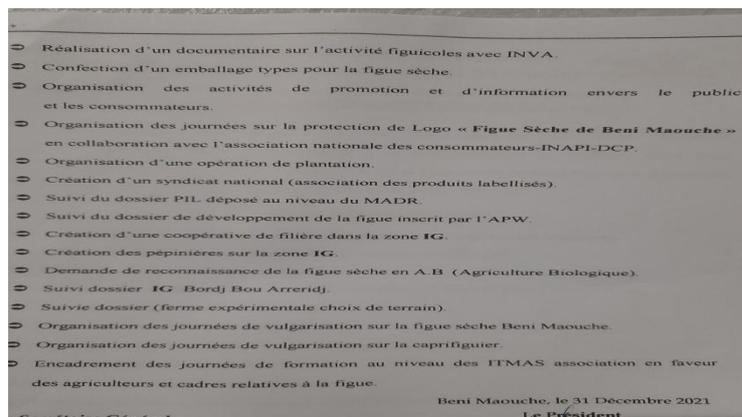 ⊃ Réalisation d'un documentaire sur l'activité figuicoles avec INVA.
⊃ Confection d'un emballage types pour la figue sèche.
⊃ Organisation des activités de promotion et d'information envers le public
et les consommateurs.
⊃ Organisation des journées sur la protection de Logo « Figue Sèche de Beni Maouche »
en collaboration avec l'association nationale des consommateurs-INAPI-DCP.
⊃ Organisation d'une opération de plantation.
⊃ Création d'un syndicat national (association des produits labellisés).
⊃ Suivi du dossier PIL déposé au niveau du MADR.
⊃ Suivi du dossier de développement de la figue inscrit par l'APW.
⊃ Création d'une coopérative de filière dans la zone IG.
⊃ Création des pépinières sur la zone IG.
⊃ Demande de reconnaissance de la figue sèche en A.B (Agriculture Biologique).
⊃ Suivi dossier IG Bordj Bou Arreridj.
⊃ Suivie dossier (ferme expérimentale choix de terrain).
⊃ Organisation des journées de vulgarisation sur la figue sèche Beni Maouche.
⊃ Organisation des journées de vulgarisation sur la caprifiguier.
⊃ Encadrement des journées de formation au niveau des ITMAS association en faveur
des agriculteurs et cadres relatives à la figue.
Beni Maouche, le 31 Décembre 2021
Le Président